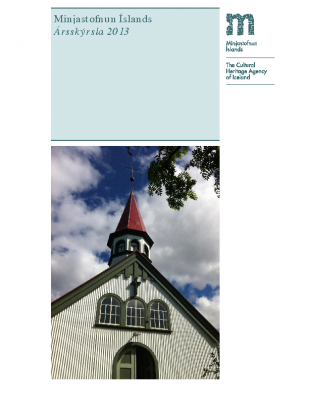 Minjastofnun Íslands
Ársskýrsla 2013
Minjastofnun
Íslands
The Cultural
Heritage Agency
of Iceland